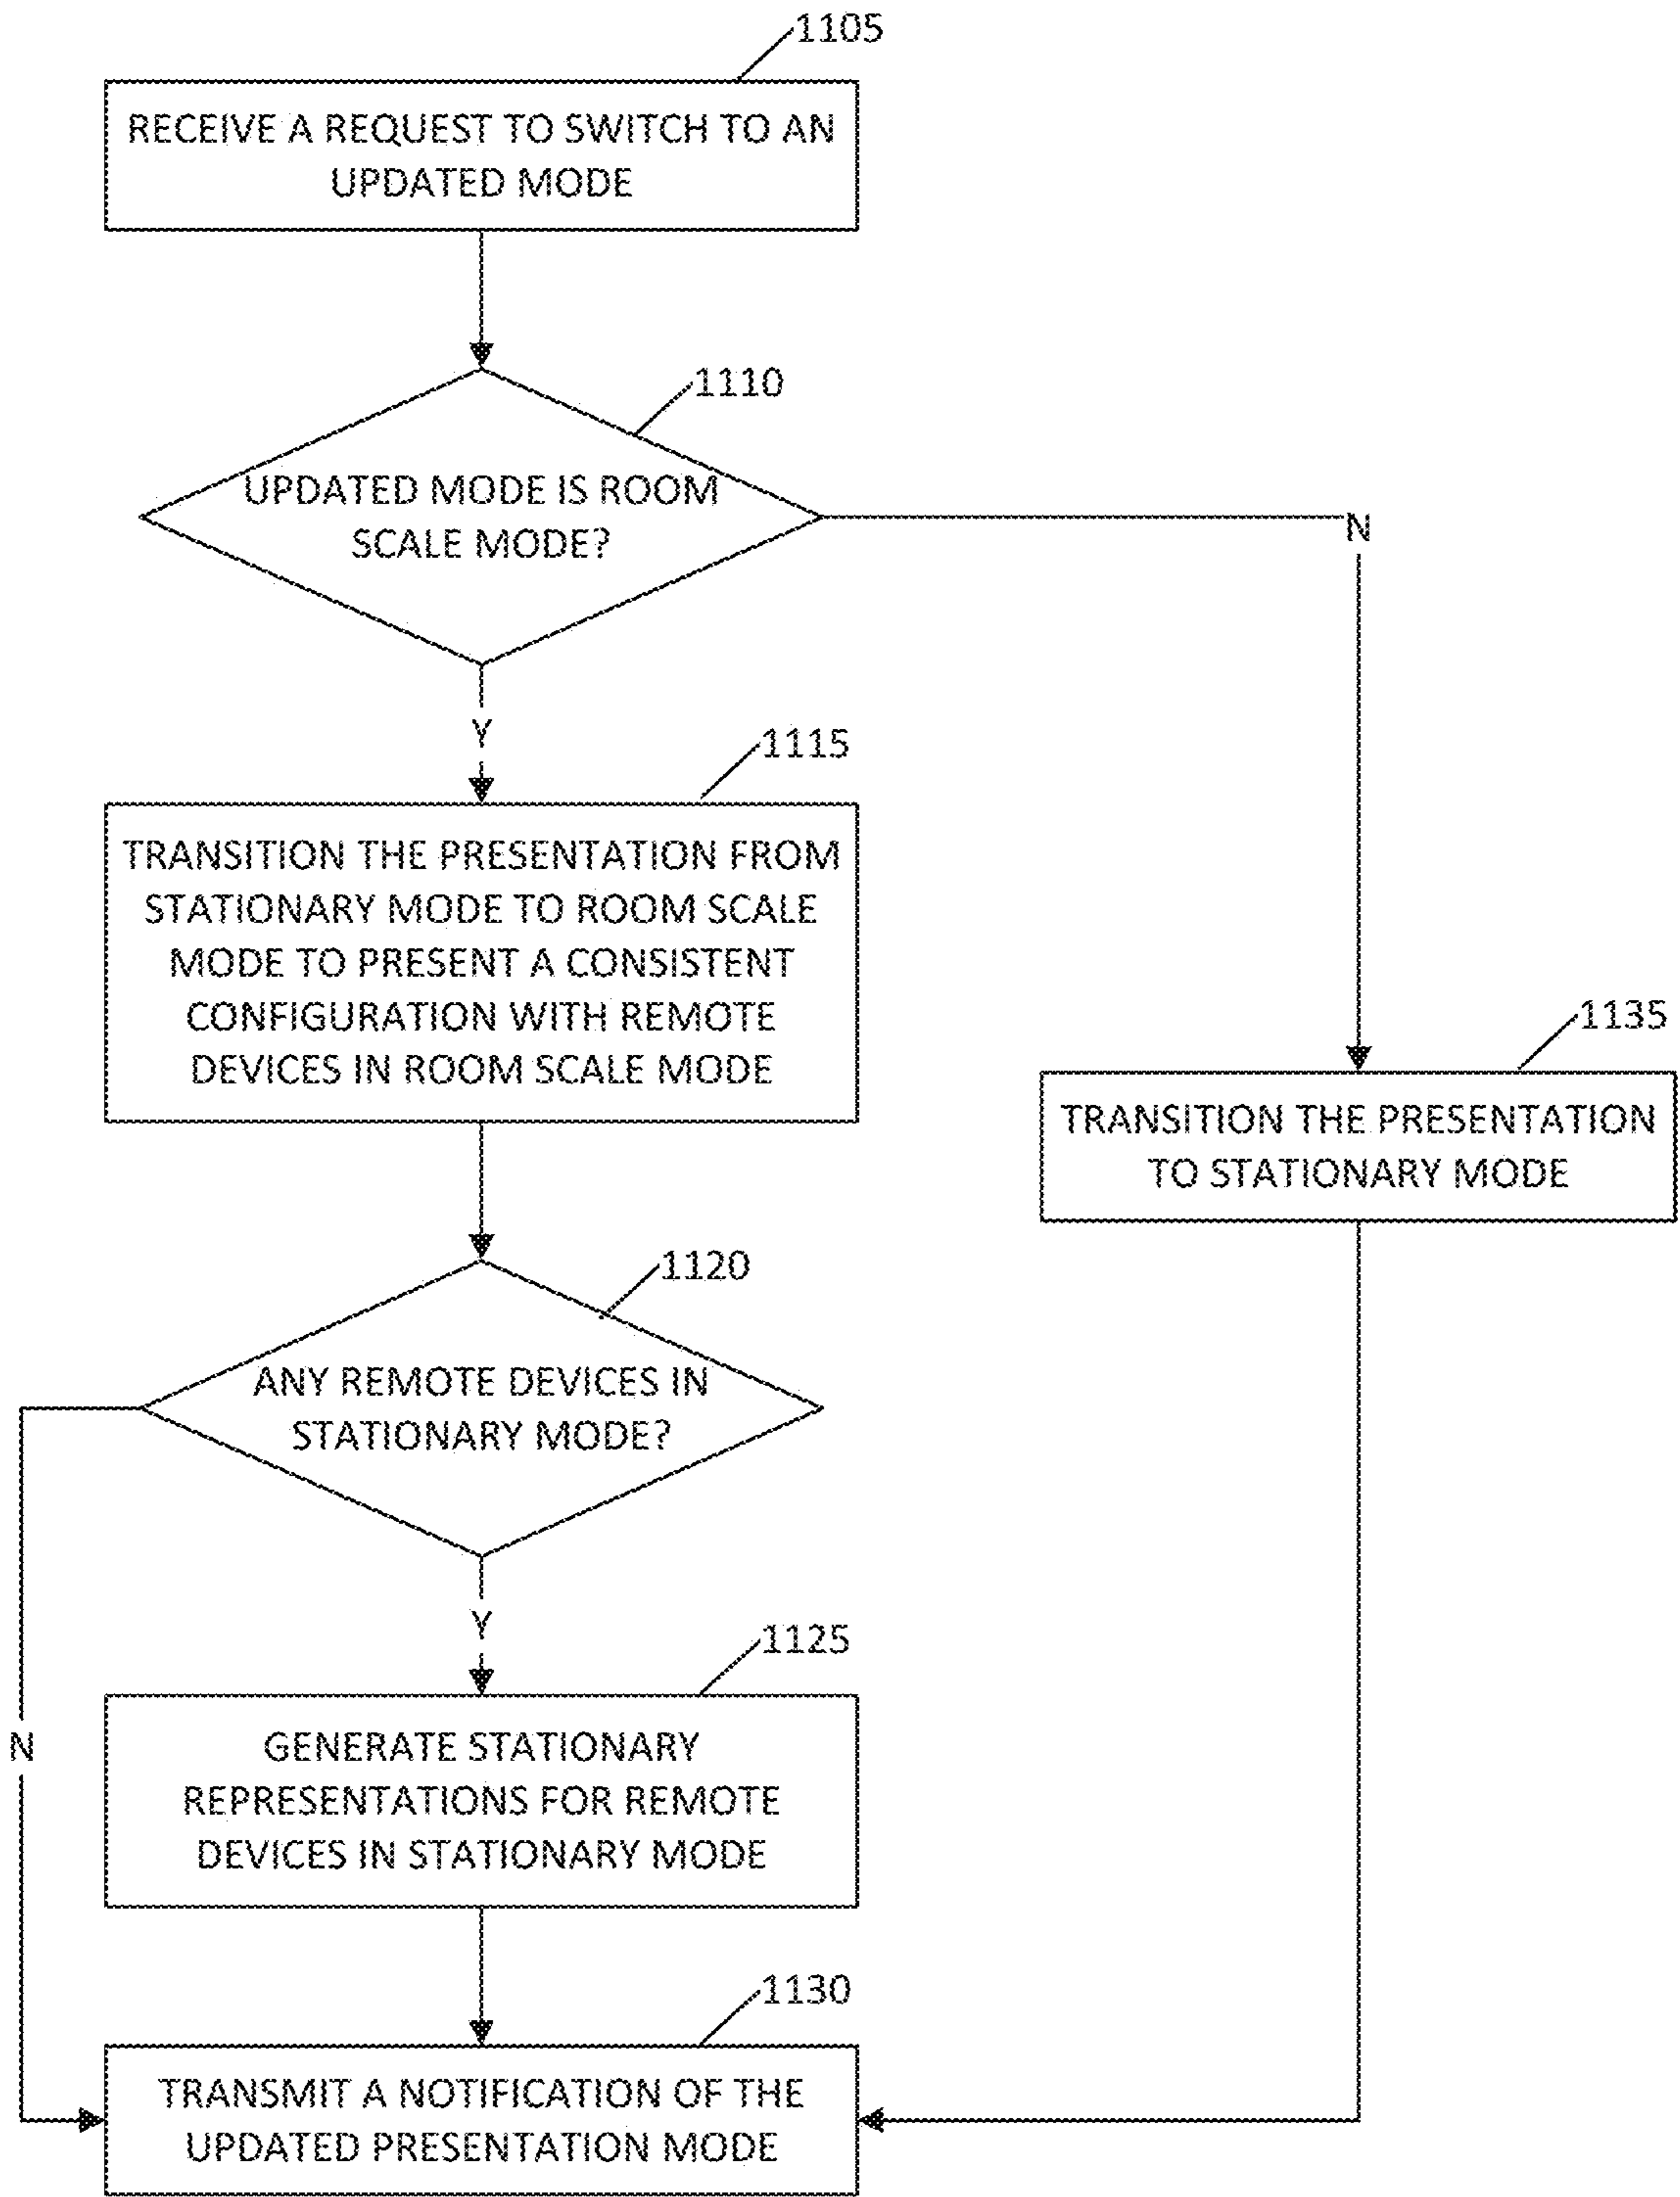 1105
RECEIVE A REQUEST TO SWITCH TO AN
UPDATED MODE
1110
UPDATED MODE IS ROOM
SCALE MODE?
N
Y
1115
TRANSITION THE PRESENTATION FROM
STATIONARY MODE TO ROOM SCALE
MODE TO PRESENT A CONSISTENT
CONFIGURATION WITH REMOTE
DEVICES IN ROOM SCALE MODE
1135
TRANSITION THE PRESENTATION
TO STATIONARY MODE
1120
ANY REMOTE DEVICES IN
STATIONARY MODE?
Y
N
1125
GENERATE STATIONARY
REPRESENTATIONS FOR REMOTE
DEVICES IN STATIONARY MODE
1130
TRANSMIT A NOTIFICATION OF THE
UPDATED PRESENTATION MODE